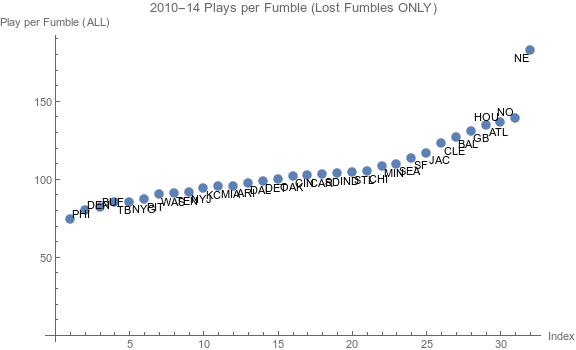 2010–14 Plays per Fumble (Lost Fumbles ONLY)
Play per Fumble (ALL)
NE
150
HOU
NO
GB
ATL
BAL
CLE
JAC
SF
SEA
MIN
CHI
STL
IND
SD
CAR
CIN
OAK
DET
DAL
ARI
MIA
KC
NYJ
TEN
WAS
PIT
NYG
TB
BUF
DEN
PHI
100
50
5
10
15
20
25
30
Index